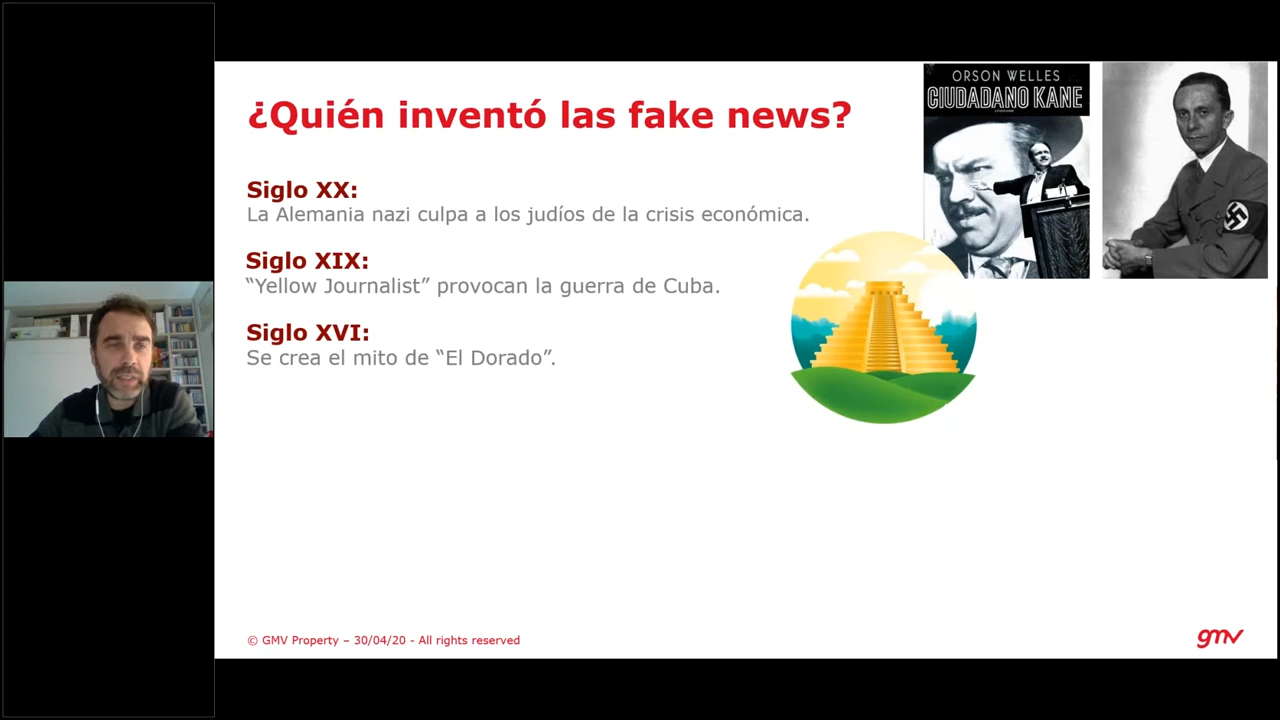 ¿Quién inventó las fake news?
Siglo XX:
La Alemania nazi culpa a los judíos de la crisis económica.
Siglo XIX:
“Yellow Journalist” provocan la guerra de Cuba.
Siglo XVI:
Se crea el mito de “El Dorado”.
ORSON WELLES
CIUDADANO KANE
© GMV Property – 30/04/20 - All rights reserved
gmv